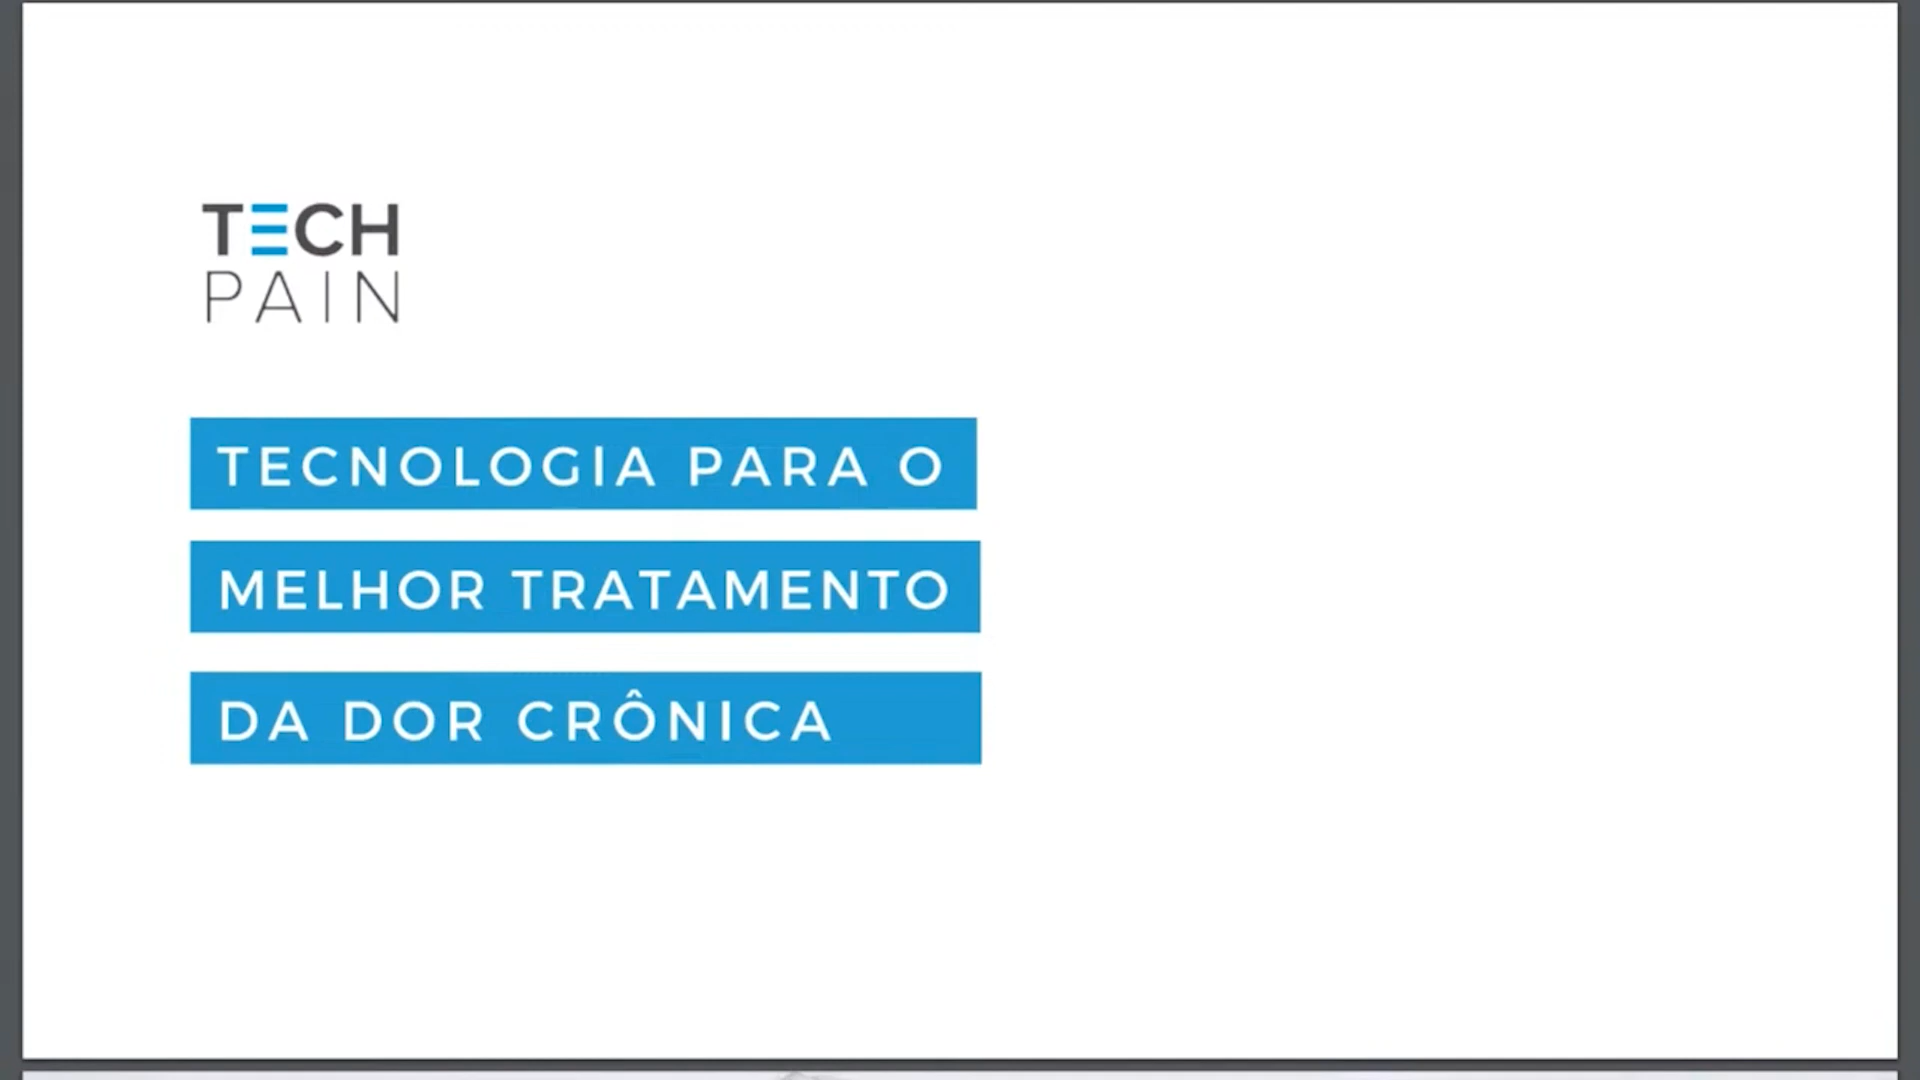 TECH
PAIN
TECNOLOGIA PARA O
MELHOR TRATAMENTO
DA DOR CRÔNICA